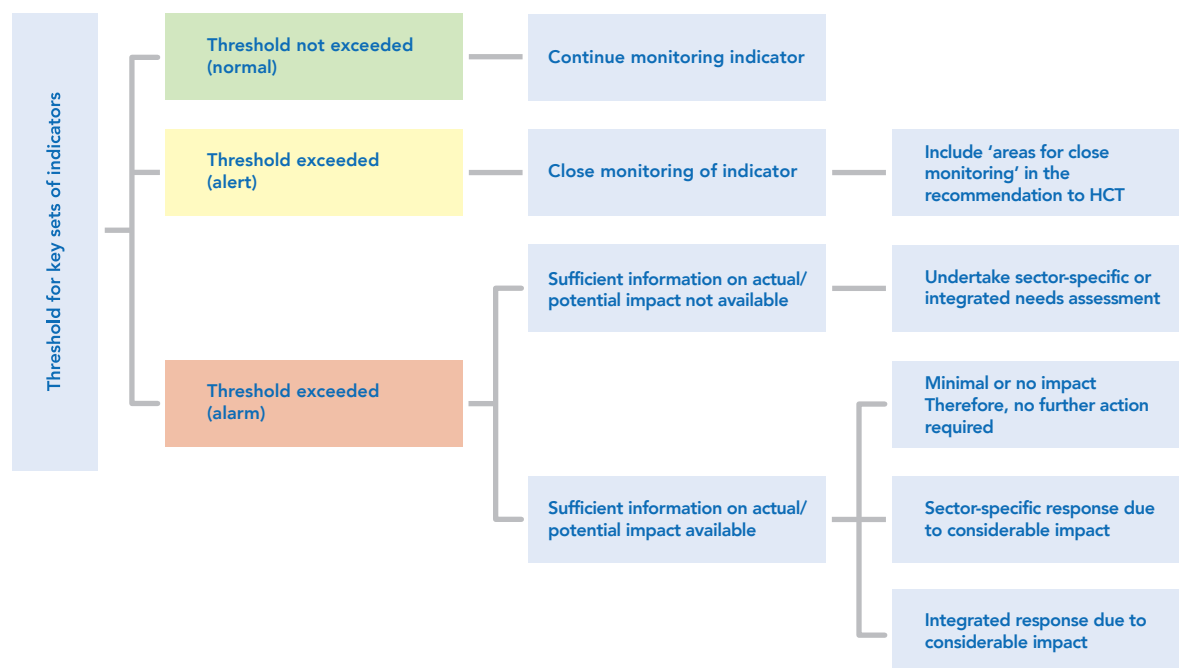 Threshold for key sets of indicators
Threshold not exceeded
(normal)
Continue monitoring indicator
Threshold exceeded
(alert)
Close monitoring of indicator
Include ‘areas for close
monitoring’ in the
recommendation to HCT
Threshold exceeded
(alarm)
Sufficient information on actual/
potential impact not available
Undertake sector-specific or
integrated needs assessment
Sufficient information on actual/
potential impact available
Minimal or no impact
Therefore, no further action
required
Sector-specific response due
to considerable impact
Integrated response due to
considerable impact